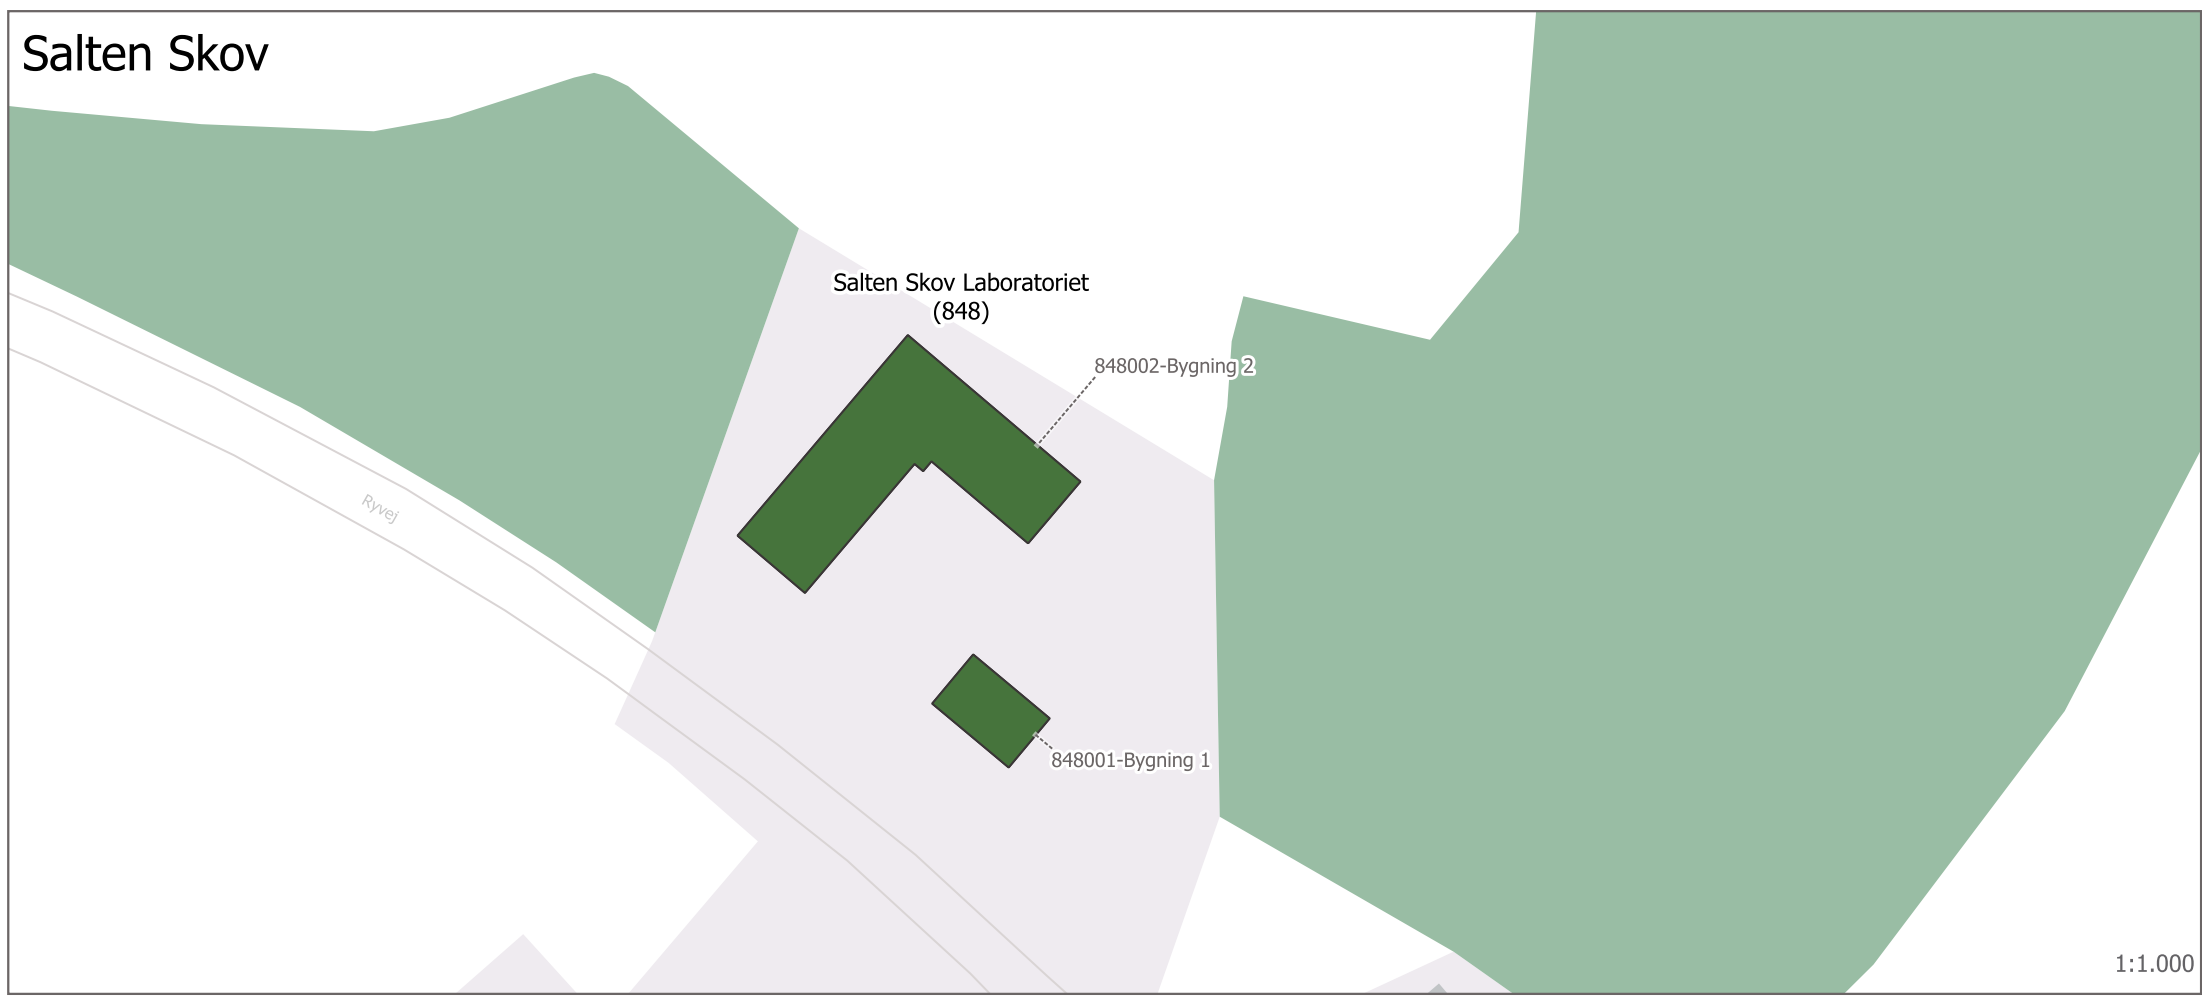 Salten Skov
Salten Skov Laboratoriet
(848)
848002-Bygning 2
Ryvej
848001-Bygning 1
1:1.000